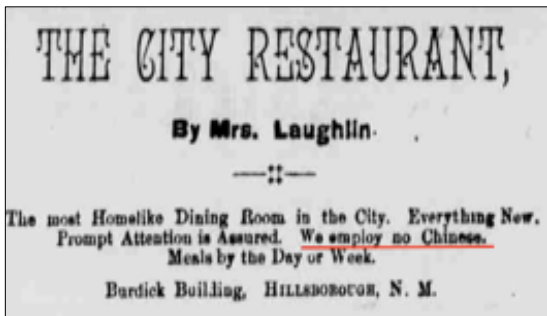 THE CITY RESTAURANT,
By Mrs. Laughlin.
The most Homelike Dining Room in the City. Everything New.
Prompt Attention is Assured. We employ no Chinese.
Meals by the Day or Week.
Burdick Building, HILLSBOROUGH, N. M.